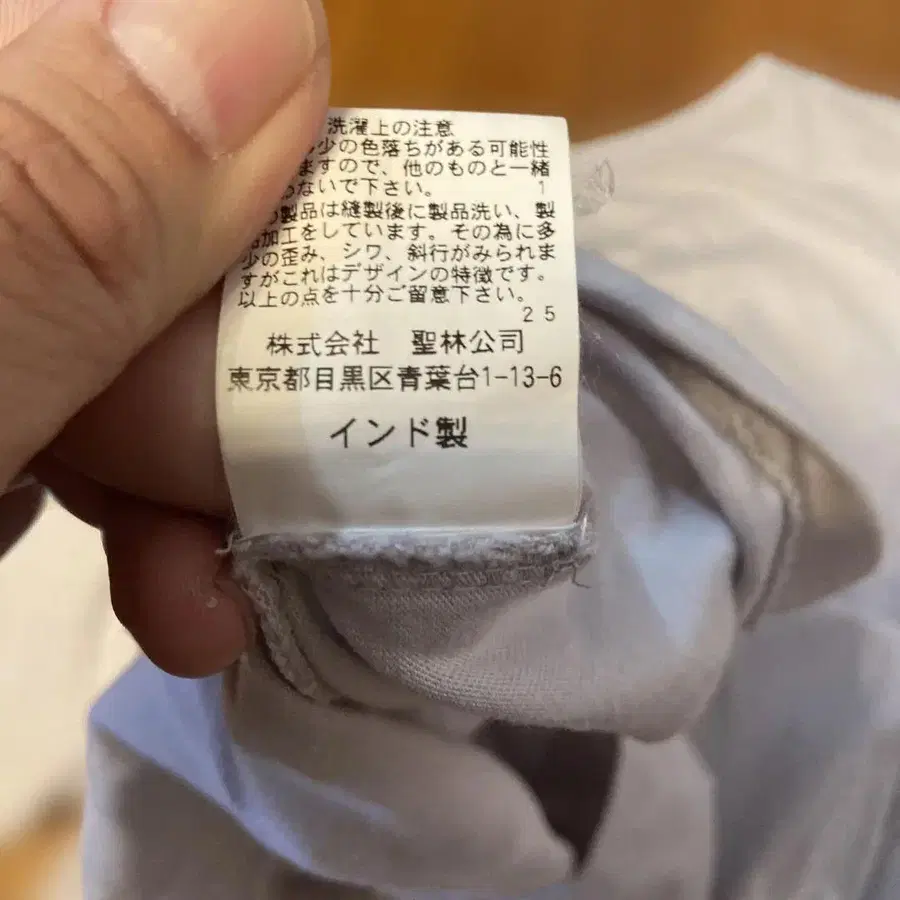 洗濯上の注意
少の色落ちがある可能性
ますので、他のものと一緒
わないで下さい。 1
製品は縫製後に製品洗い、製
品加工をしています。その為に多
少の歪み、シワ、斜行がみられま
すがこれはデザインの特徴です。
以上の点を十分ご留意下さい。
25
株式会社 聖林公司
東京都目黒区青葉台1-13-6
インド製